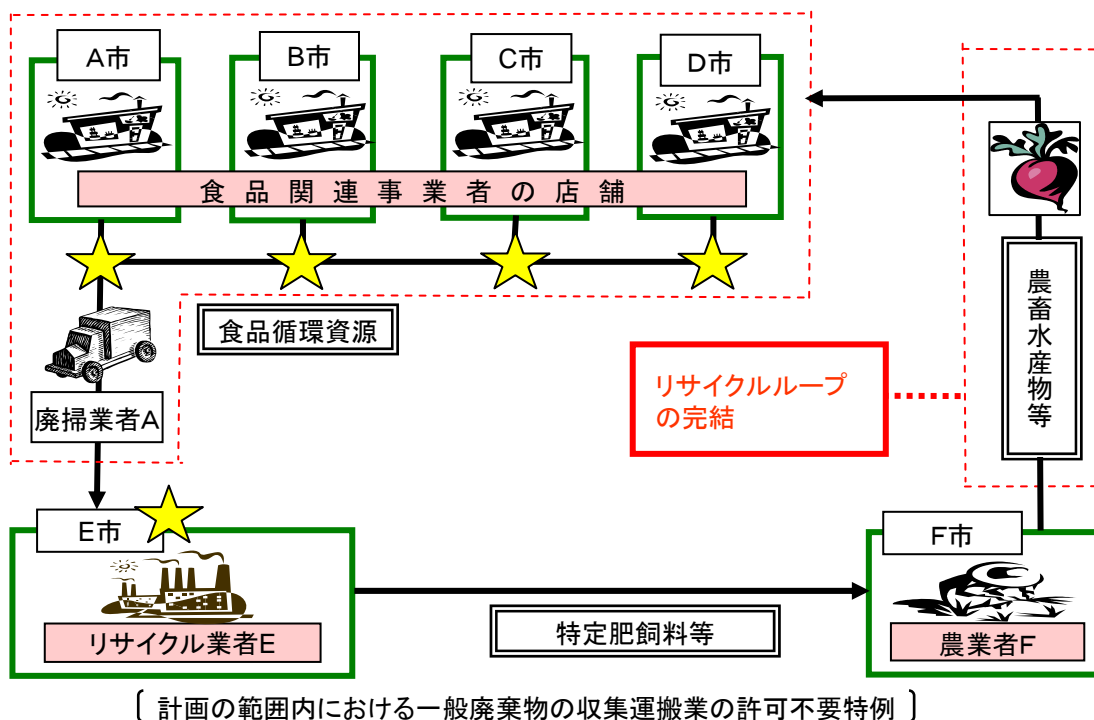 A市
B市
C市
D市
食品関連事業者の店舗
食品循環資源
廃掃業者A
リサイクルループ
の完結
農畜水産物等
E市
リサイクル業者E
特定肥飼料等
F市
農業者F
〔 計画の範囲内における一般廃棄物の収集運搬業の許可不要特例 〕